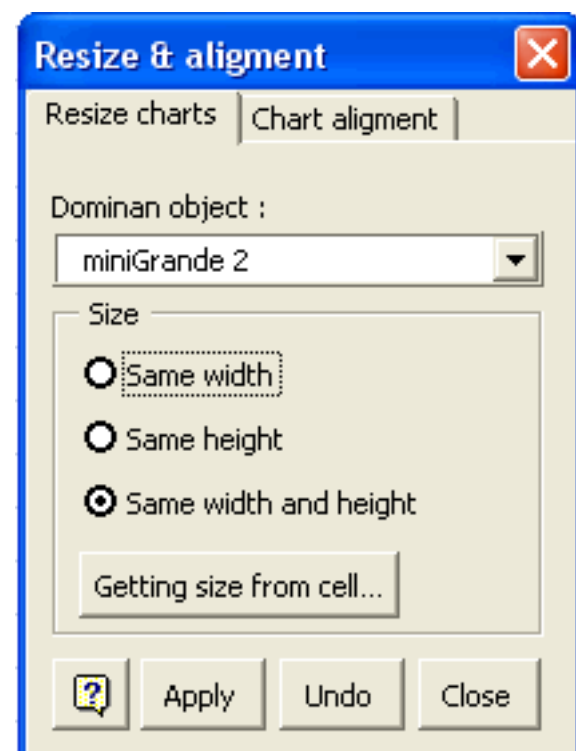 Resize & aligment
Resize charts Chart aligment
Dominan object :
miniGrande 2
Size
Same width
Same height
Same width and height
Getting size from cell...
? Apply Undo Close